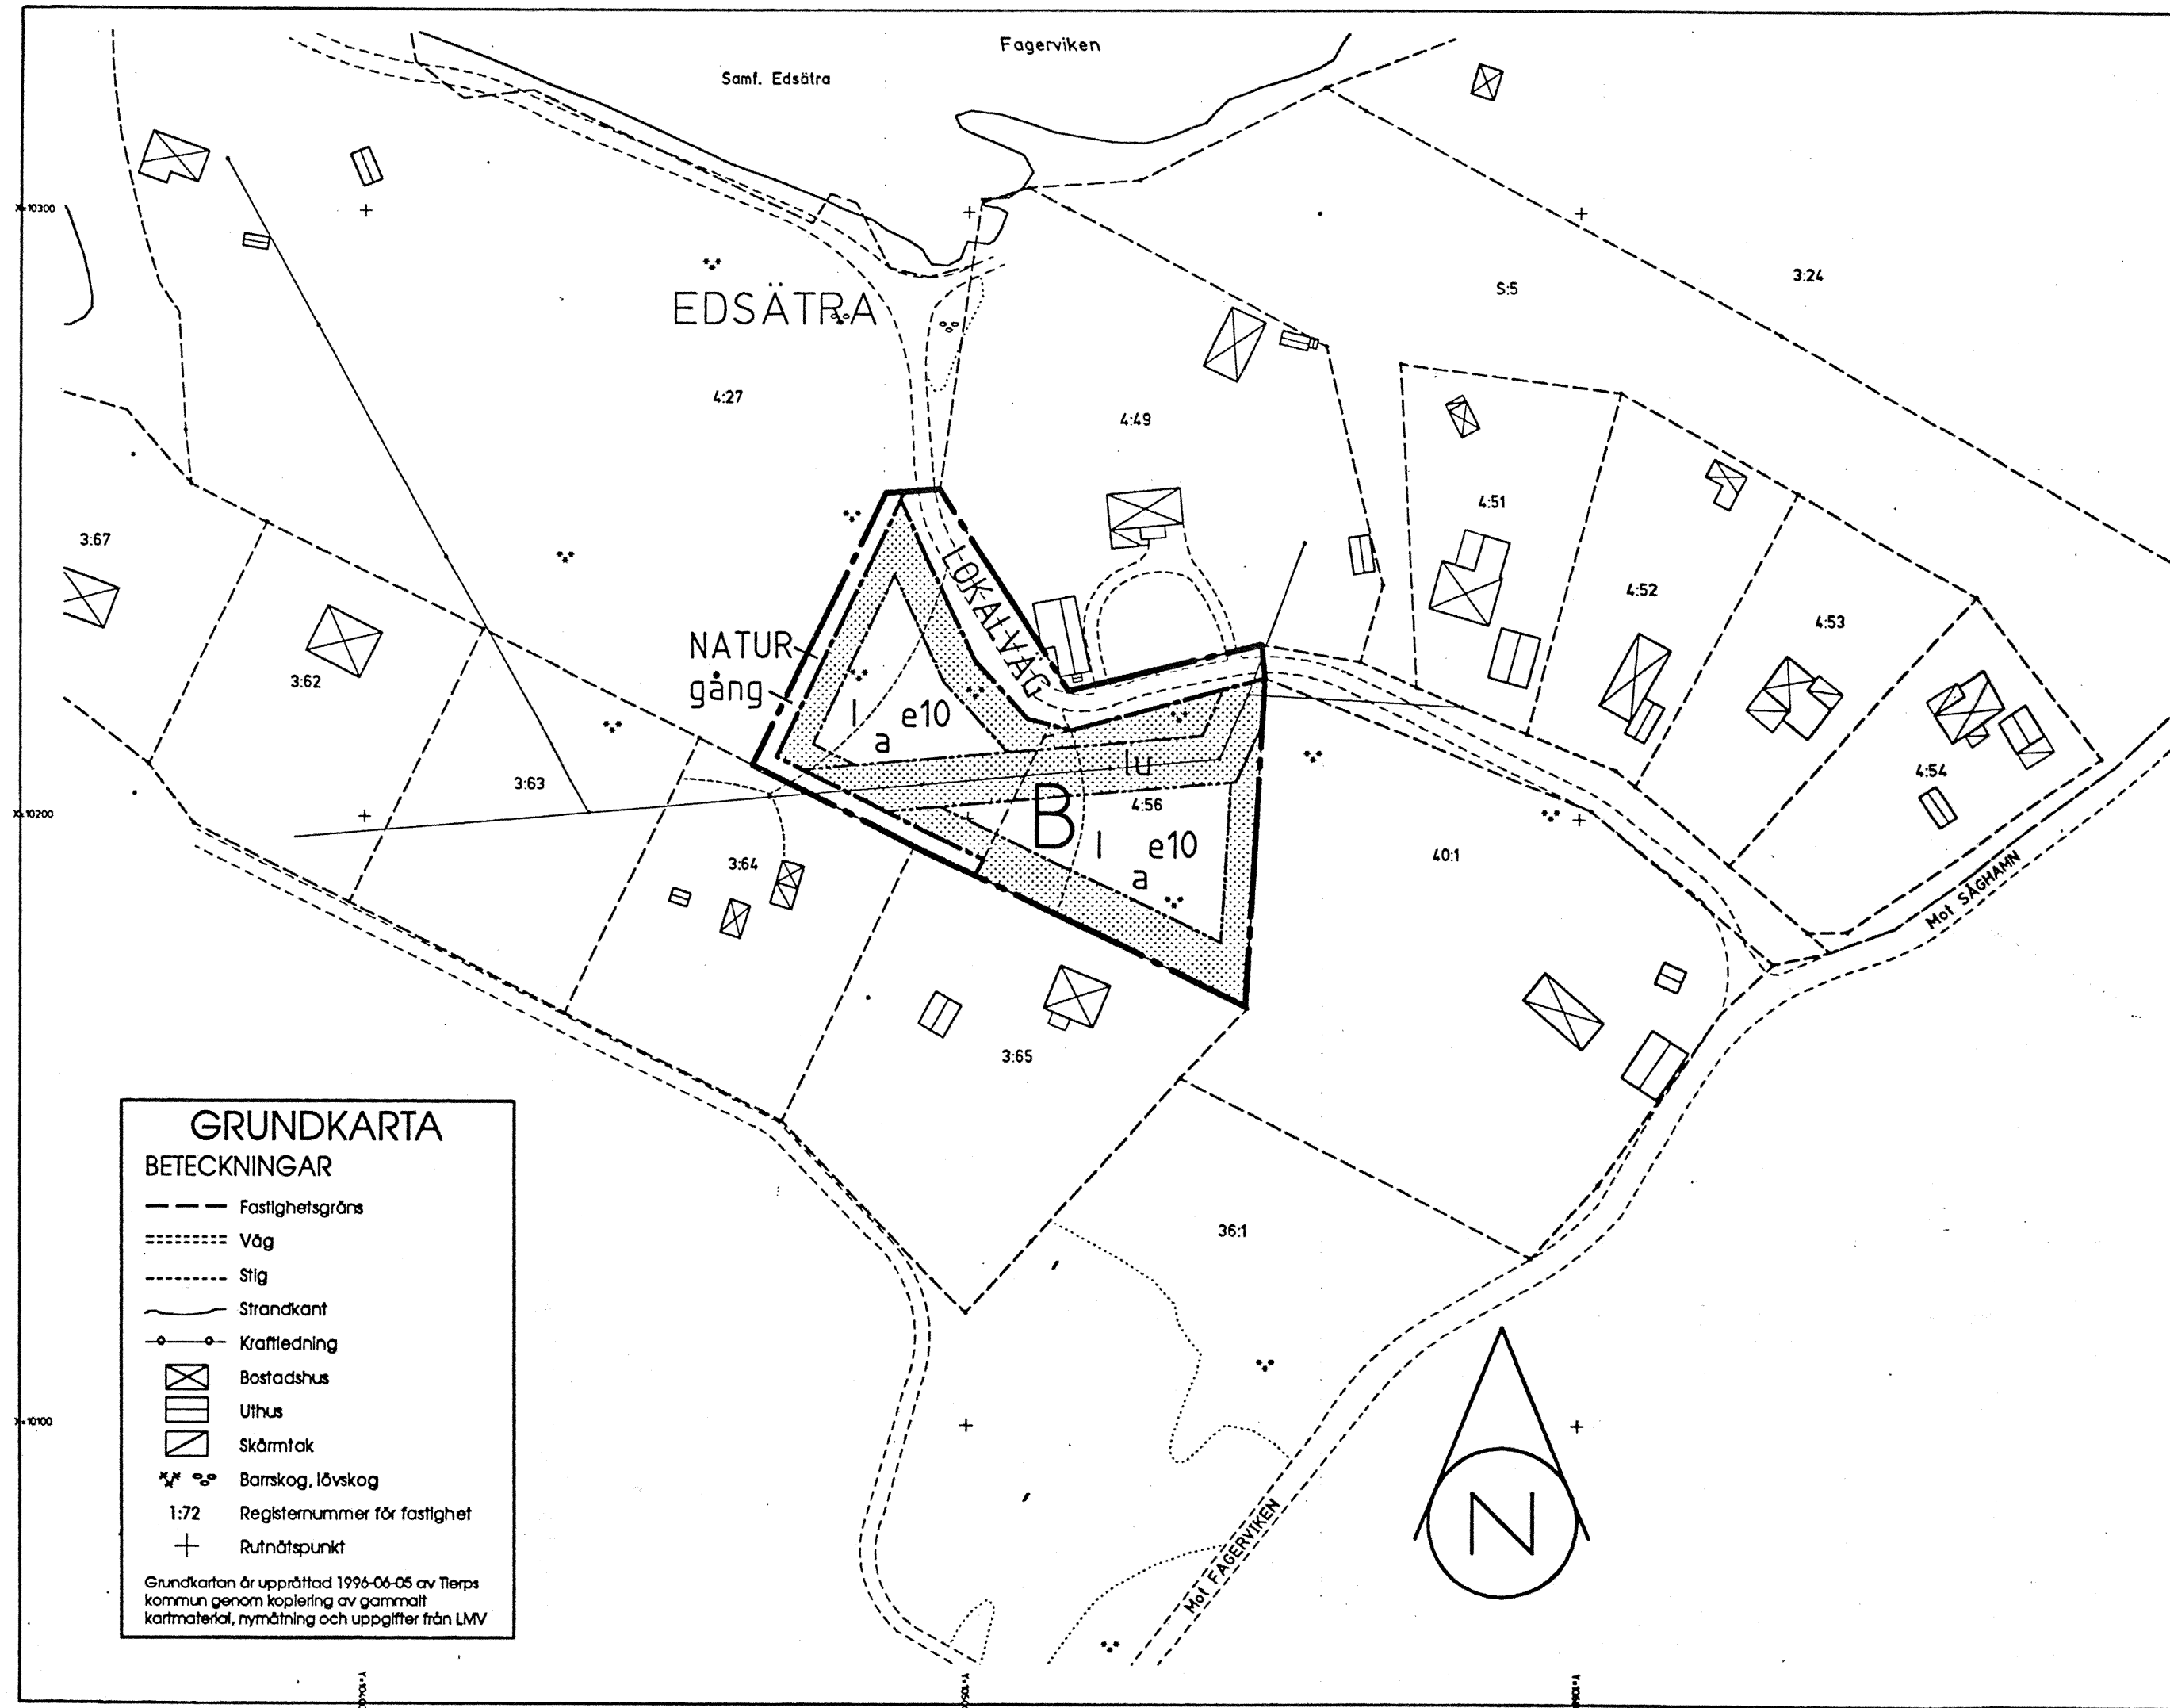 Fagerviken
Samf. Edsätra
X=10300
EDSÄTRA
S:5
3:24
4:27
4:49
4:51
3:67
4:52
4:53
LOKALVÄG
NATUR
gång
3:62
I e10
a
lu
4:54
3:63
X=10200
B
4:56
I e10
a
3:64
40:1
Mot SÅGHAMN
3:65
36:1
X=10100
Mot FAGERVIKEN
N
GRUNDKARTA
BETECKNINGAR
Fastighetsgräns
Väg
Stig
Strandkant
Kraftledning
Bostadshus
Uthus
Skärmtak
Barrskog, lövskog
1:72 Registernummer för fastighet
Rutnätspunkt
Grundkartan är upprättad 1996-06-05 av Tierps
kommun genom kopiering av gammalt
kartmaterial, nymätning och uppgifter från LMV